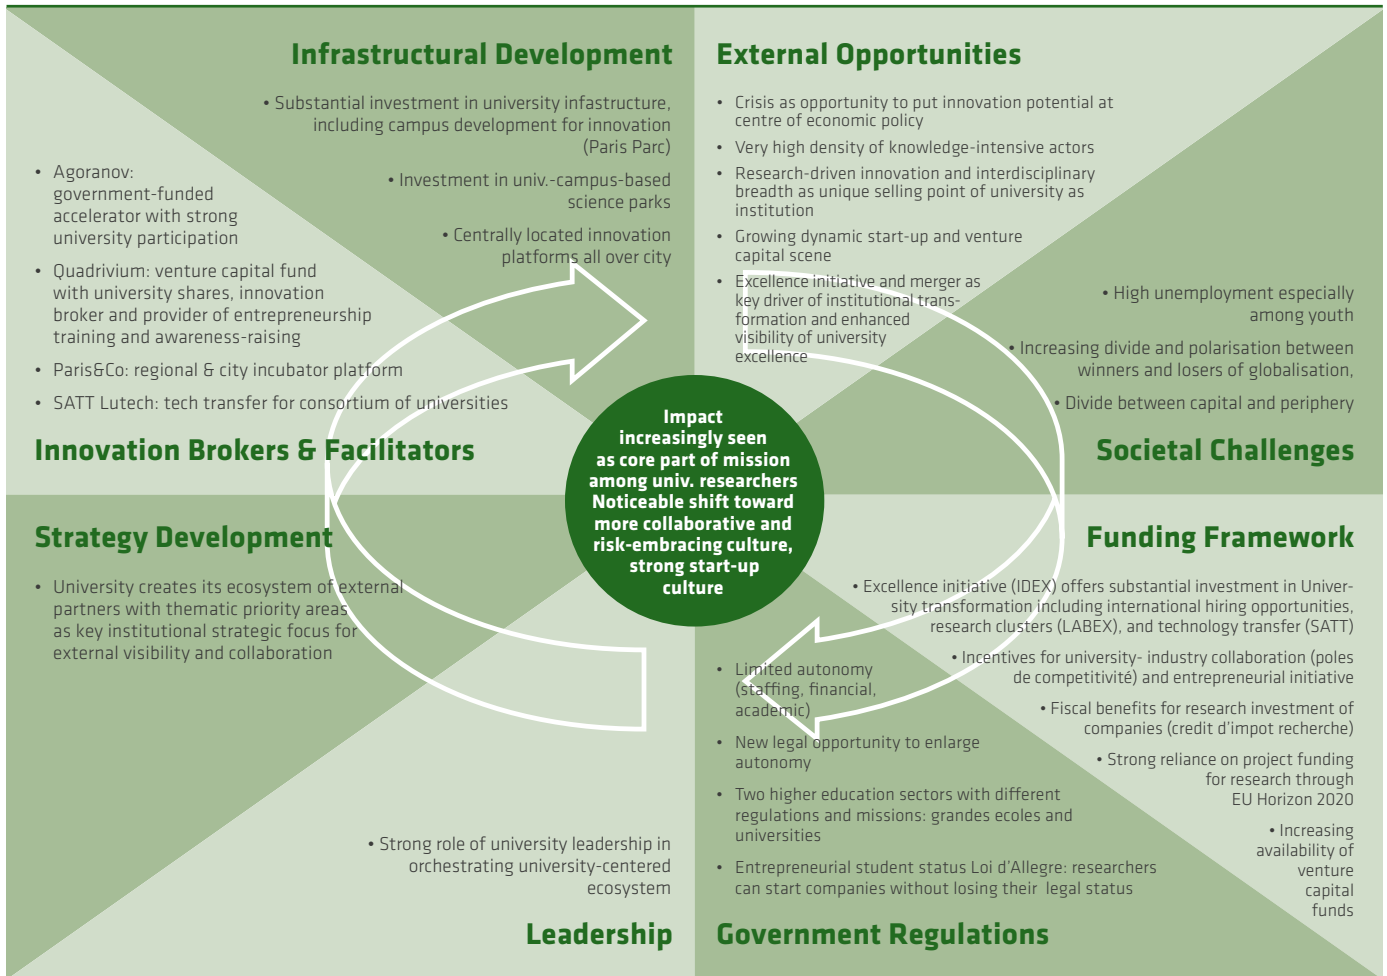 Infrastructural Development
• Substantial investment in university infastructure,
including campus development for innovation
(Paris Parc)
• Investment in univ.-campus-based
science parks
• Centrally located innovation
platforms all over city
External Opportunities
• Crisis as opportunity to put innovation potential at
centre of economic policy
• Very high density of knowledge-intensive actors
• Research-driven innovation and interdisciplinary
breadth as unique selling point of university as
institution
• Growing dynamic start-up and venture
capital scene
• Excellence initiative and merger as
key driver of institutional trans-
formation and enhanced
visibility of university
excellence
• Agoranov:
government-funded
accelerator with strong
university participation
• Quadrivium: venture capital fund
with university shares, innovation
broker and provider of entrepreneurship
training and awareness-raising
• Paris&Co: regional & city incubator platform
• SATT Lutech: tech transfer for consortium of universities
Innovation Brokers & Facilitators
• High unemployment especially
among youth
• Increasing divide and polarisation between
winners and losers of globalisation,
• Divide between capital and periphery
Societal Challenges
Impact
increasingly seen
as core part of mission
among univ. researchers
Noticeable shift toward
more collaborative and
risk-embracing culture,
strong start-up
culture
Strategy Development
• University creates its ecosystem of external
partners with thematic priority areas
as key institutional strategic focus for
external visibility and collaboration
Funding Framework
• Excellence initiative (IDEX) offers substantial investment in Univer-
sity transformation including international hiring opportunities,
research clusters (LABEX), and technology transfer (SATT)
• Incentives for university- industry collaboration (poles
de competitivité) and entrepreneurial initiative
• Fiscal benefits for research investment of
companies (credit d'impot recherche)
• Strong reliance on project funding
for research through
EU Horizon 2020
• Increasing
availability of
venture
capital
funds
• Strong role of university leadership in
orchestrating university-centered
ecosystem
Leadership
• Limited autonomy
(staffing, financial,
academic)
• New legal opportunity to enlarge
autonomy
• Two higher education sectors with different
regulations and missions: grandes ecoles and
universities
• Entrepreneurial student status Loi d'Allegre: researchers
can start companies without losing their legal status
Government Regulations